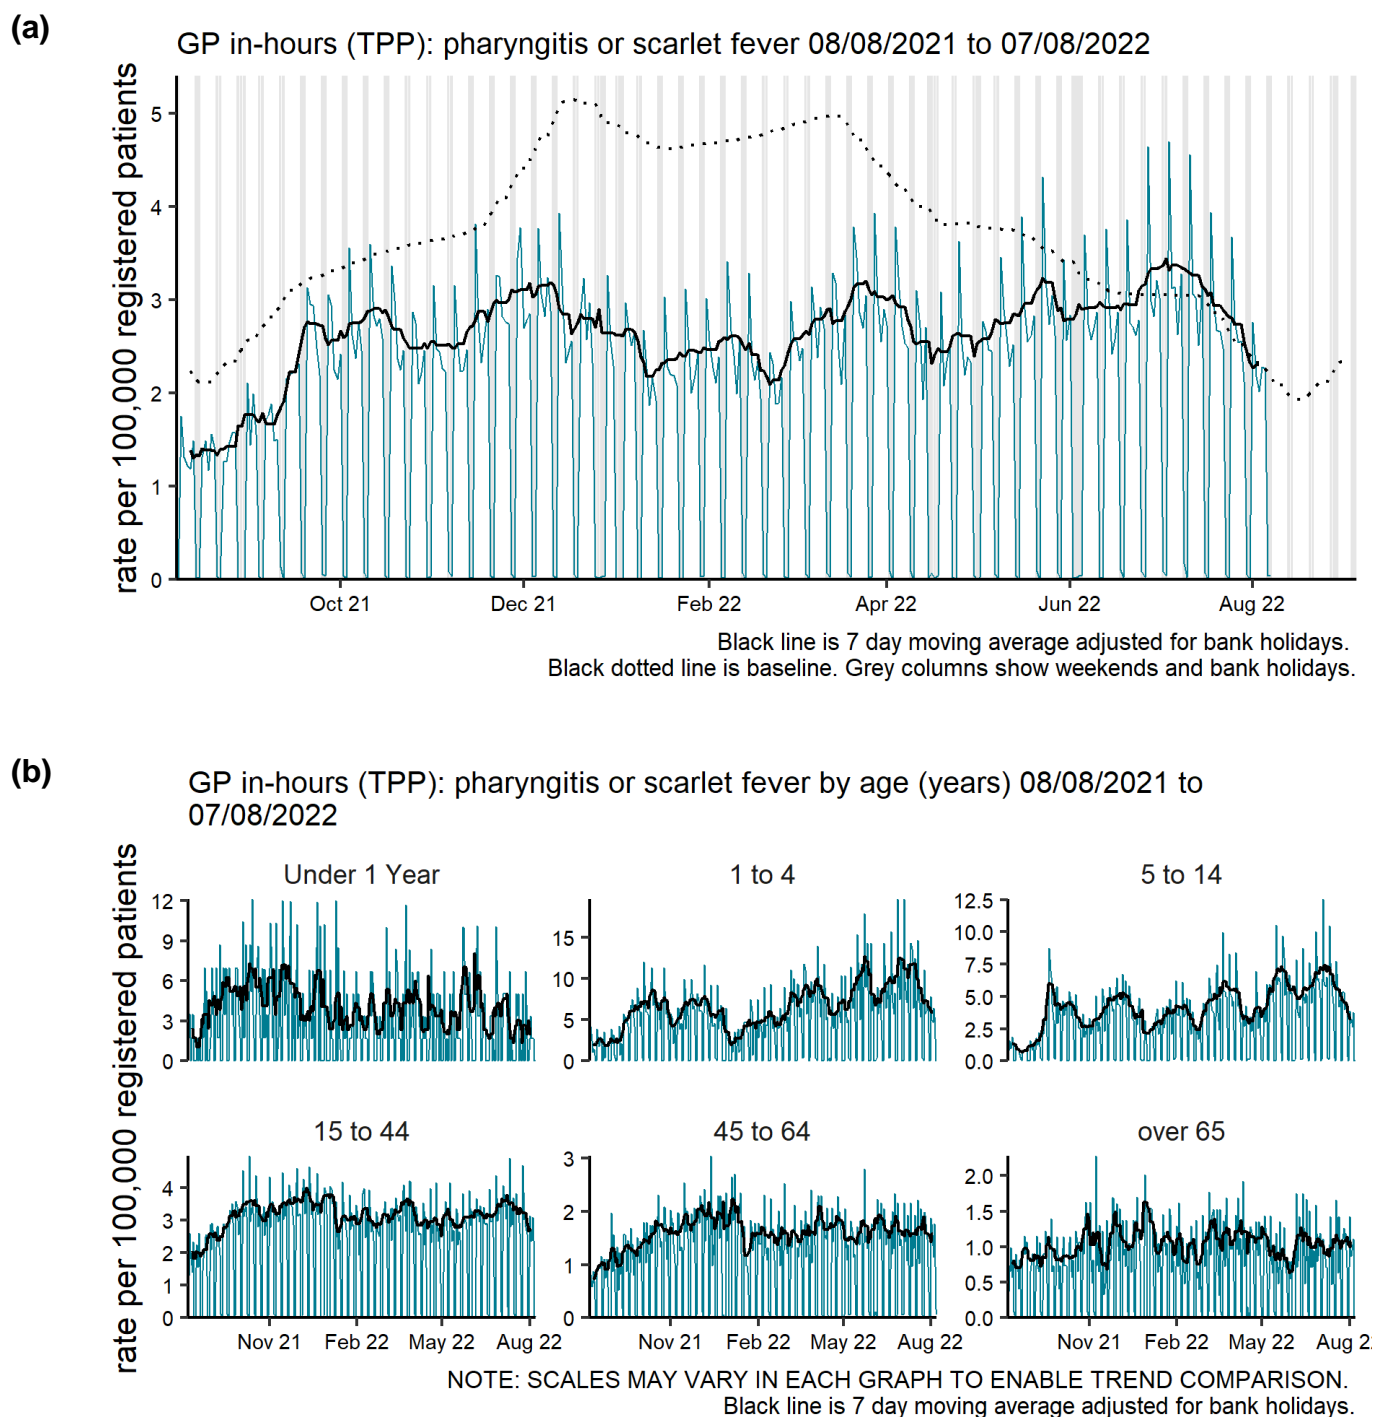 (a)
GP in-hours (TPP): pharyngitis or scarlet fever 08/08/2021 to 07/08/2022
rate per 100,000 registered patients
5
4
3
2
1
0
Oct 21 Dec 21 Feb 22 Apr 22 Jun 22 Aug 22
Black line is 7 day moving average adjusted for bank holidays.
Black dotted line is baseline. Grey columns show weekends and bank holidays.
(b)
GP in-hours (TPP): pharyngitis or scarlet fever by age (years) 08/08/2021 to
07/08/2022
rate per 100,000 registered patients
Under 1 Year
12
9
6
3
0
1 to 4
15
10
5
0
5 to 14
12.5
10.0
7.5
5.0
2.5
0.0
15 to 44
4
3
2
1
0
Nov 21 Feb 22 May 22 Aug 22
45 to 64
3
2
1
0
Nov 21 Feb 22 May 22 Aug 22
over 65
2.0
1.5
1.0
0.5
0.0
Nov 21 Feb 22 May 22 Aug 2
NOTE: SCALES MAY VARY IN EACH GRAPH TO ENABLE TREND COMPARISON.
Black line is 7 day moving average adjusted for bank holidays.